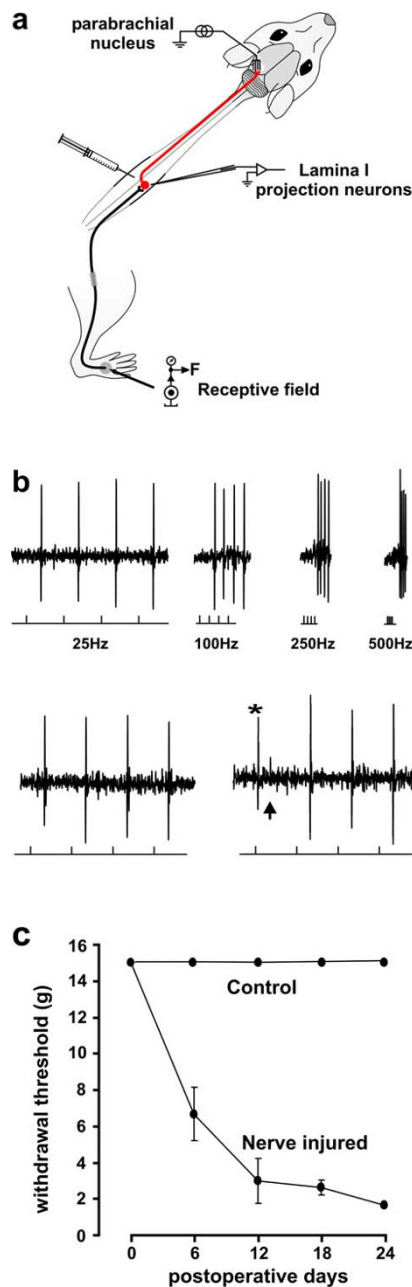 a
parabrachial
nucleus
Lamina I
projection neurons
F
Receptive field
b
25Hz
100Hz
250Hz
500Hz
*
c
withdrawal threshold (g)
16
14
12
10
8
6
4
2
0
Control
Nerve injured
0 6 12 18 24
postoperative days